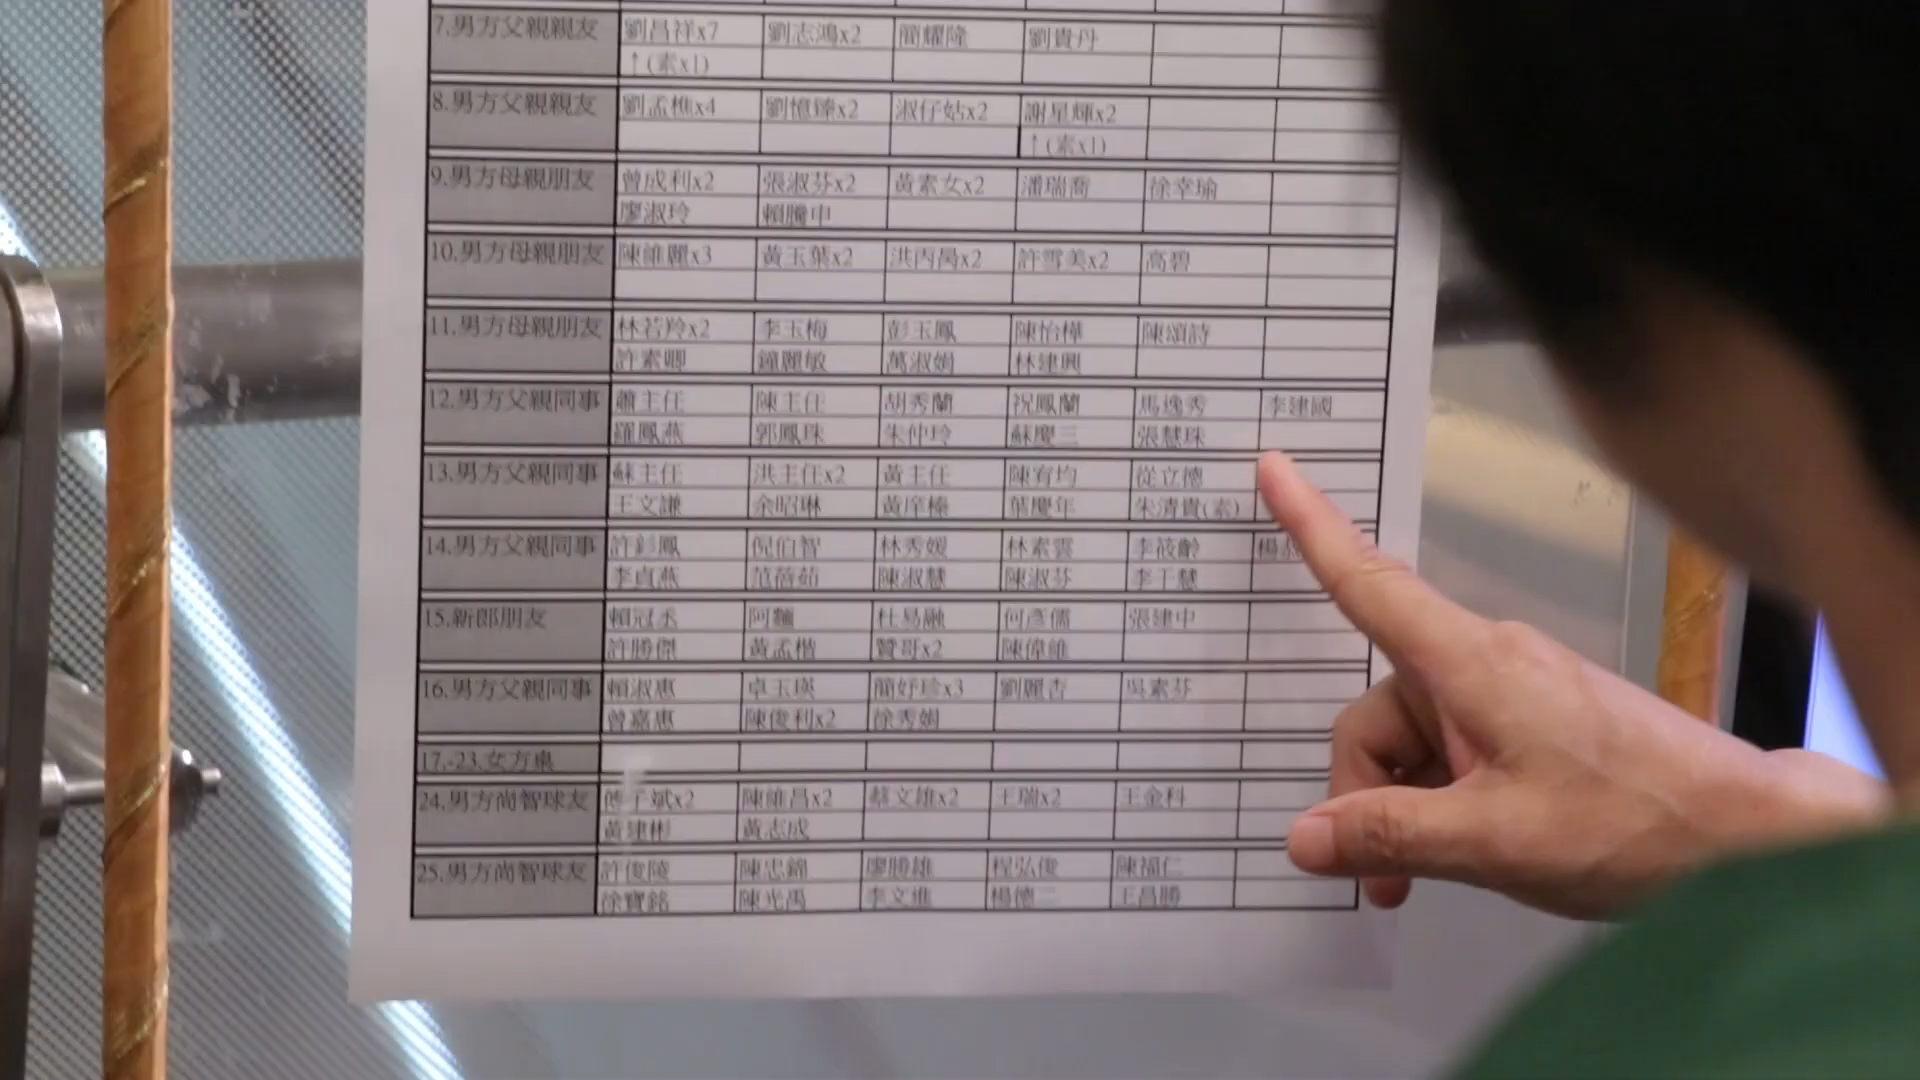 7.男方父親親友 劉昌祥x7 劉志鴻x2 簡耀隆 劉貴丹
↑(素x1)
8.男方父親親友 劉孟樵x4 劉憶臻x2 淑仔姑x2 謝星輝x2
↑(素x1)
9.男方母親朋友 曾成利x2 張淑芬x2 黃素女x2 潘瑞喬 徐幸瑜
廖淑玲 賴騰中
10.男方母親朋友 陳維麗x3 黃玉葉x2 洪丙x2 許雪美x2 高碧
11.男方母親朋友 林若羚x2 李玉梅 彭玉鳳 陳怡樺 陳頌詩
許素卿 鐘麗敏 萬淑娟 林建興
12.男方父親同事 蕭主任 陳主任 胡秀蘭 祝鳳蘭 馬逸秀 李建國
羅鳳燕 郭鳳珠 朱仲玲 蘇慶三 張慧珠
13.男方父親同事 蘇主任 洪主任x2 黃主任 陳宥均 從立德
王文謙 余昭琳 黃庠榛 葉慶年 朱清貴(素)
14.男方父親同事 許彩鳳 倪伯智 林秀媛 林素雲 李筱齡 楊
李貞燕 范蓓茹 陳淑慧 陳淑芬 李千慧
15.新郎朋友 賴冠丞 阿 杜易融 何彥儒 張建中
許勝傑 黃孟楷 贊哥x2 陳偉維
16.男方父親同事 賴淑惠 卓玉瑛 簡妤珍x3 劉麗杏 吳素芬
曾嘉惠 陳俊利x2 徐秀娟
17.-23.女方桌
24.男方尚智球友 傅子斌x2 陳維昌x2 蔡文雄x2 王瑞x2 王金科
黃建彬 黃志成
25.男方尚智球友 許俊陵 陳忠錦 廖勝雄 程弘俊 陳福仁
徐寶銘 陳光禹 李文進 楊德二 王昌勝